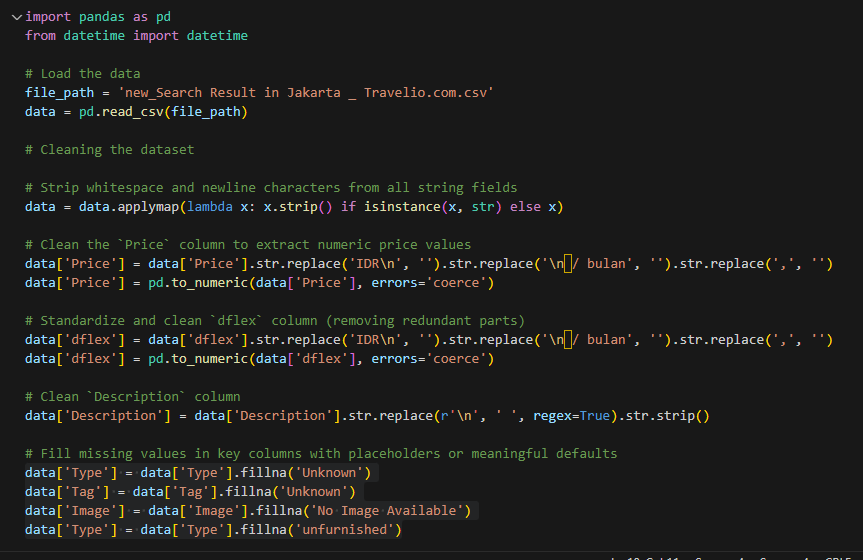 import pandas as pd
from datetime import datetime
# Load the data
file_path = 'new_Search Result in Jakarta _ Travelio.com.csv'
data = pd.read_csv(file_path)
# Cleaning the dataset
# Strip whitespace and newline characters from all string fields
data = data.applymap(lambda x: x.strip() if isinstance(x, str) else x)
# Clean the `Price` column to extract numeric price values
data['Price'] = data['Price'].str.replace('IDR\n', '').str.replace('\n / bulan', '').str.replace(',', '')
data['Price'] = pd.to_numeric(data['Price'], errors='coerce')
# Standardize and clean `dflex` column (removing redundant parts)
data['dflex'] = data['dflex'].str.replace('IDR\n', '').str.replace('\n / bulan', '').str.replace(',', '')
data['dflex'] = pd.to_numeric(data['dflex'], errors='coerce')
# Clean `Description` column
data['Description'] = data['Description'].str.replace(r'\n', ' ', regex=True).str.strip()
# Fill missing values in key columns with placeholders or meaningful defaults
data['Type'] = data['Type'].fillna('Unknown')
data['Tag'] = data['Tag'].fillna('Unknown')
data['Image'] = data['Image'].fillna('No Image Available')
data['Type'] = data['Type'].fillna('unfurnished')